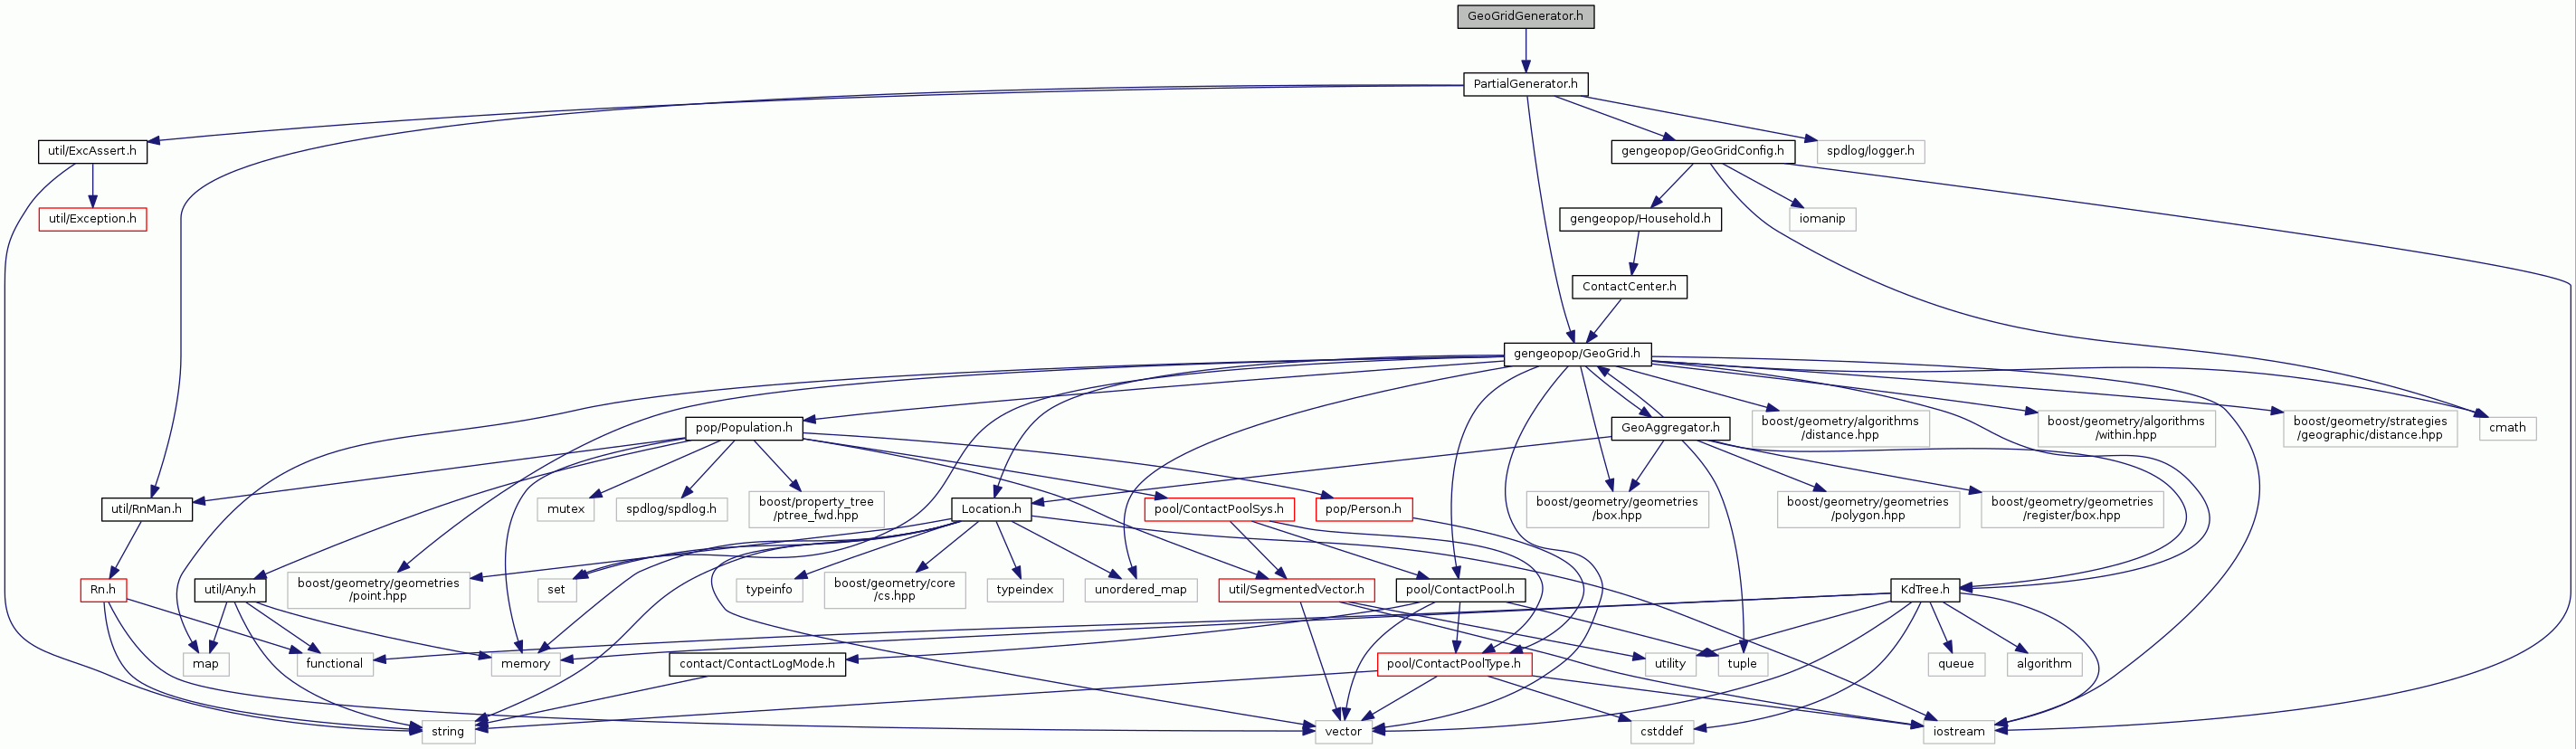 GeoGridGenerator.h
PartialGenerator.h
util/ExcAssert.h
gengeopop/GeoGridConfig.h
spdlog/logger.h
util/Exception.h
gengeopop/Household.h
iomanip
ContactCenter.h
gengeopop/GeoGrid.h
pop/Population.h
GeoAggregator.h
boost/geometry/algorithms
/distance.hpp
boost/geometry/algorithms
/within.hpp
boost/geometry/strategies
/geographic/distance.hpp
cmath
util/RnMan.h
mutex
spdlog/spdlog.h
boost/property_tree
/ptree_fwd.hpp
Location.h
pool/ContactPoolSys.h
pop/Person.h
boost/geometry/geometries
/box.hpp
boost/geometry/geometries
/polygon.hpp
boost/geometry/geometries
/register/box.hpp
Rn.h
util/Any.h
boost/geometry/geometries
/point.hpp
set
typeinfo
boost/geometry/core
/cs.hpp
typeindex
unordered_map
util/SegmentedVector.h
pool/ContactPool.h
KdTree.h
map
functional
memory
contact/ContactLogMode.h
pool/ContactPoolType.h
utility
tuple
queue
algorithm
string
vector
cstddef
iostream